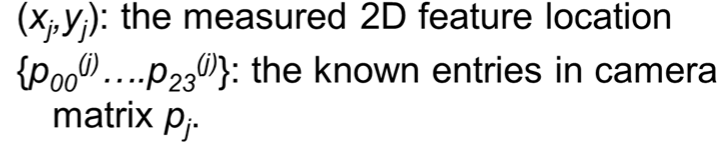 (xj,yj): the measured 2D feature location
{p00(j)....p23(j)}: the known entries in camera
matrix pj.